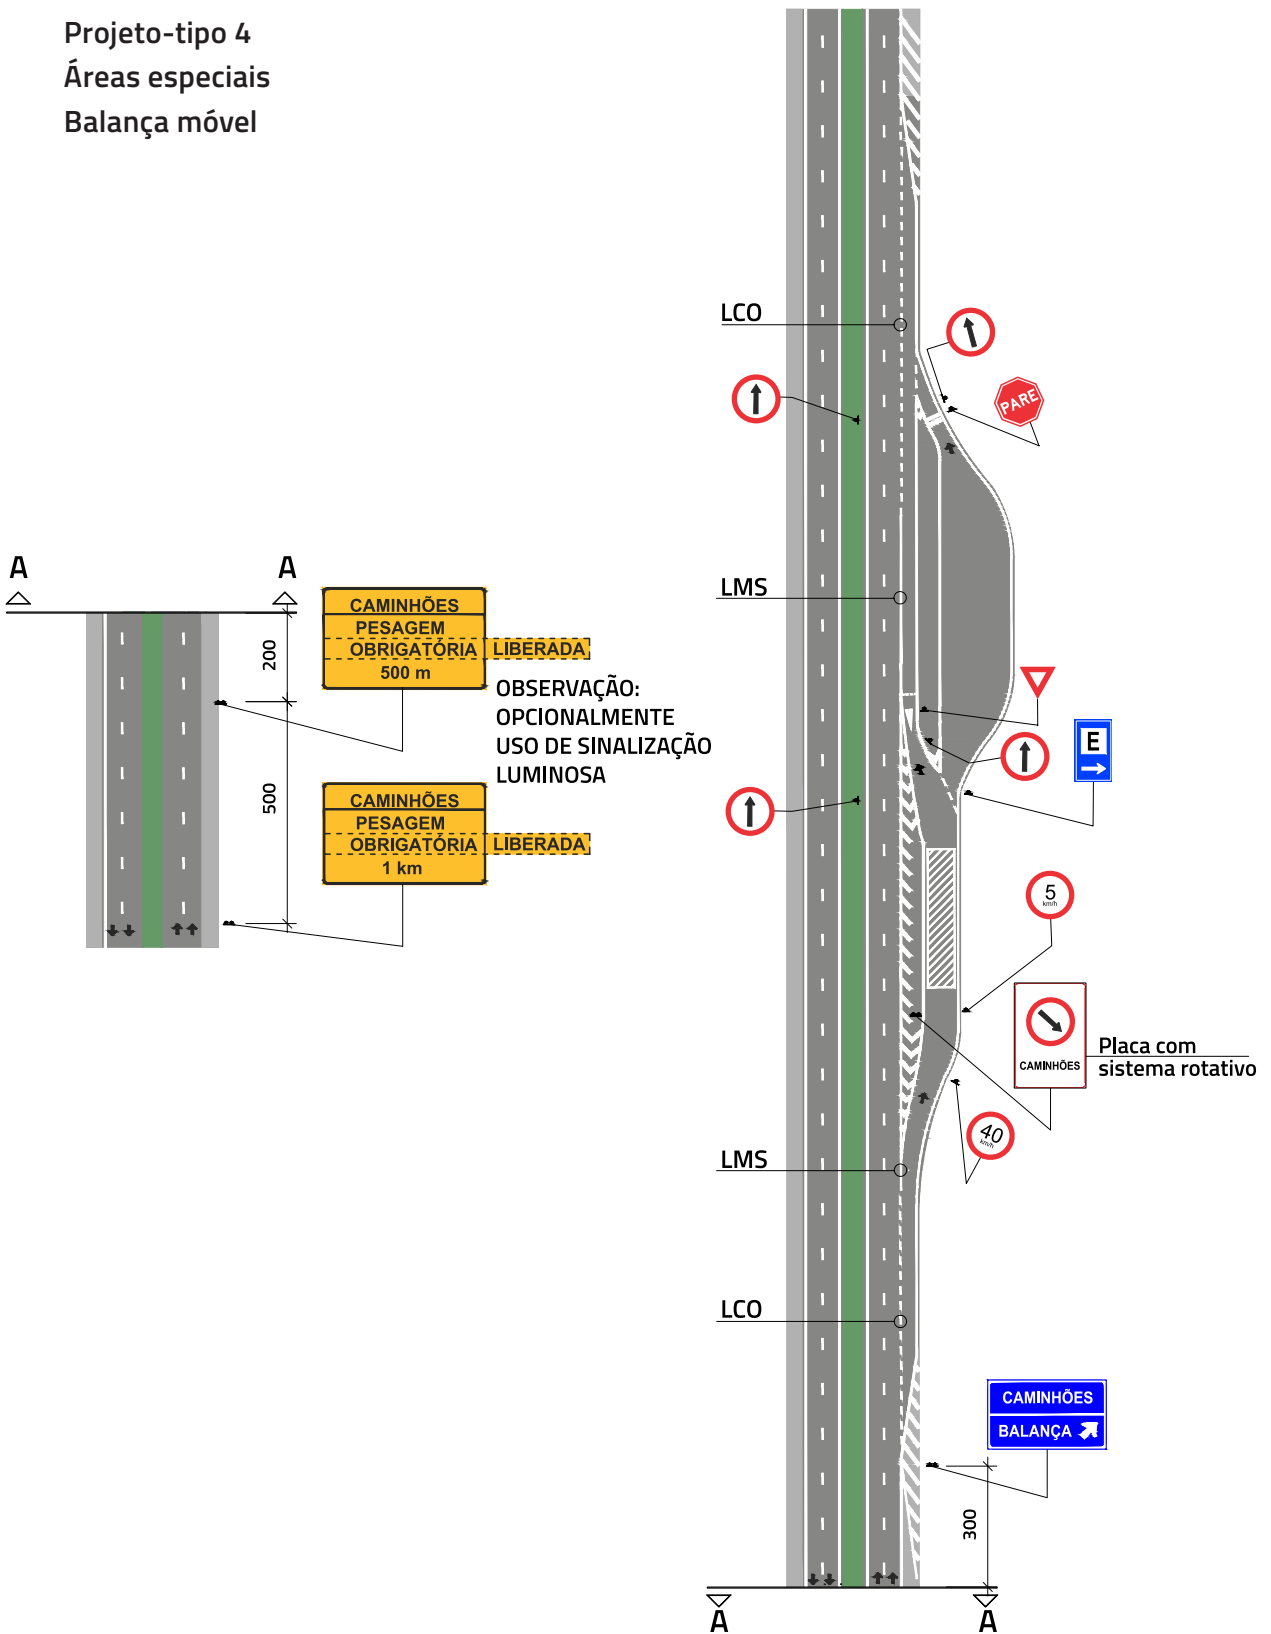 Projeto-tipo 4
Áreas especiais
Balança móvel
LCO
PARE
A
A
200
500
CAMINHÕES
PESAGEM
OBRIGATÓRIA
LIBERADA
500 m
OBSERVAÇÃO:
OPCIONALMENTE
USO DE SINALIZAÇÃO
LUMINOSA
CAMINHÕES
PESAGEM
OBRIGATÓRIA
LIBERADA
1 km
LMS
E
5
km/h
CAMINHÕES
Placa com
sistema rotativo
40
km/h
LMS
LCO
CAMINHÕES
BALANÇA
300
A
A